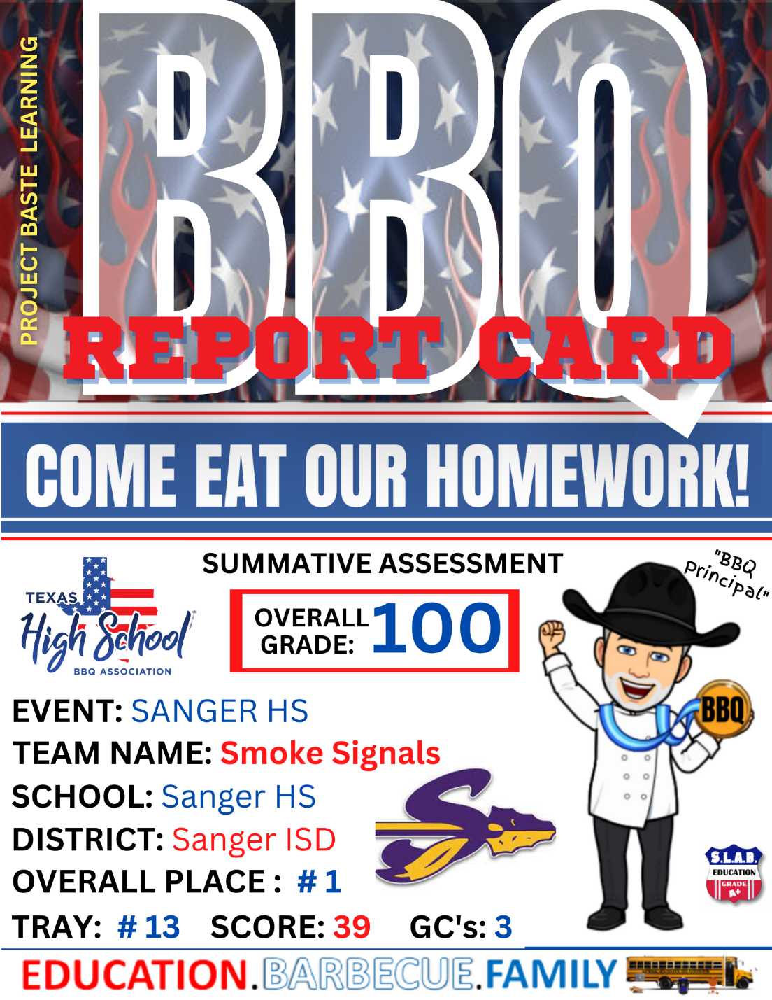 PROJECT BASTE LEARNING
BBQ
REPORT CARD
COME EAT OUR HOMEWORK!
SUMMATIVE ASSESSMENT
"BBQ
principal"
TEXAS
High School
BBQ ASSOCIATION
OVERALL
GRADE: 100
BBQ
EVENT: SANGER HS
TEAM NAME: Smoke Signals
SCHOOL: Sanger HS
DISTRICT: Sanger ISD
OVERALL PLACE : # 1
TRAY: # 13 SCORE: 39 GC's: 3
S.L.A.B.
EDUCATION
GRADE
A+
EDUCATION.BARBECUE.FAMILY